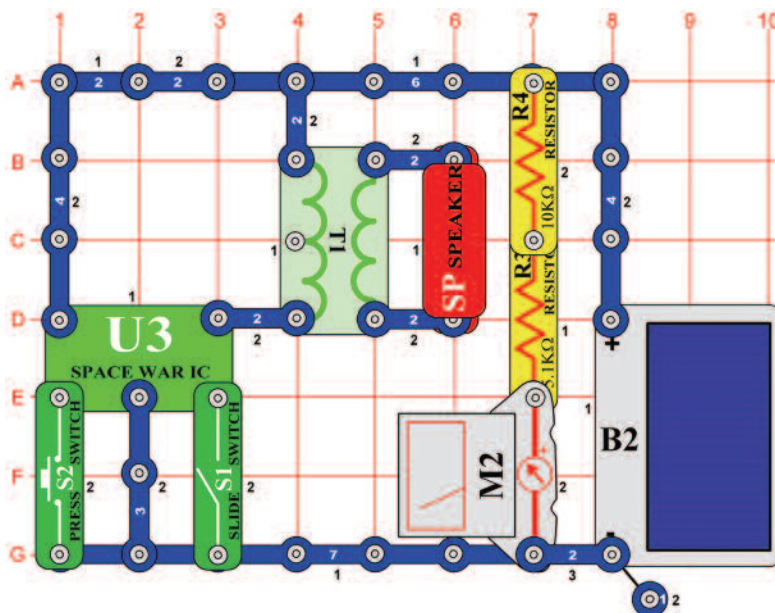 1 2 3 4 5 6 7 8 9 10
1 2 1
A 2 2 6
2 2
R4
RESISTOR
10KΩ
2
B
2
2
4 2
4 2
C
1
T1
1
SP SPEAKER
R3
RESISTOR
5.1KΩ
1
D
1
2
2
2
2
U3
SPACE WAR IC
E
1
B2
+
-
F
S2
PRESS SWITCH
2
3
2
S1
SLIDE SWITCH
2
M2
+
2
G
7
1
2
3
1 2